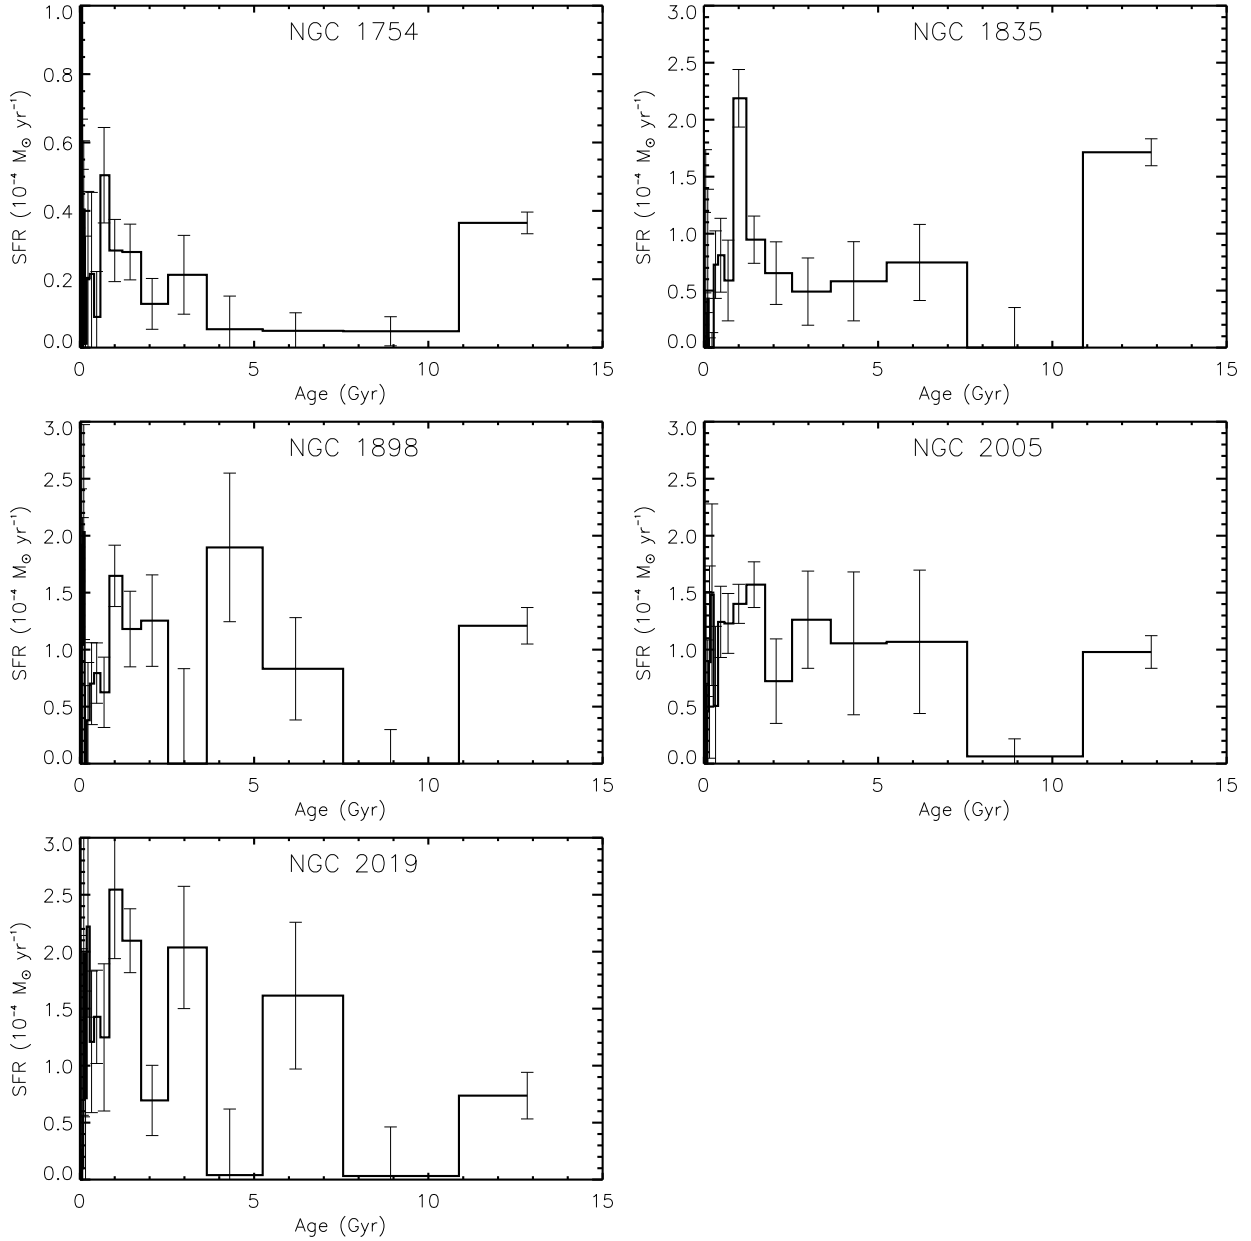 NGC 1754
1.0
0.8
0.6
0.4
0.2
0.0
SFR (10⁻⁴ M⊙ yr⁻¹)
0 5 10 15
Age (Gyr)
NGC 1835
3.0
2.5
2.0
1.5
1.0
0.5
0.0
SFR (10⁻⁴ M⊙ yr⁻¹)
0 5 10 15
Age (Gyr)
NGC 1898
3.0
2.5
2.0
1.5
1.0
0.5
0.0
SFR (10⁻⁴ M⊙ yr⁻¹)
0 5 10 15
Age (Gyr)
NGC 2005
3.0
2.5
2.0
1.5
1.0
0.5
0.0
SFR (10⁻⁴ M⊙ yr⁻¹)
0 5 10 15
Age (Gyr)
NGC 2019
3.0
2.5
2.0
1.5
1.0
0.5
0.0
SFR (10⁻⁴ M⊙ yr⁻¹)
0 5 10 15
Age (Gyr)